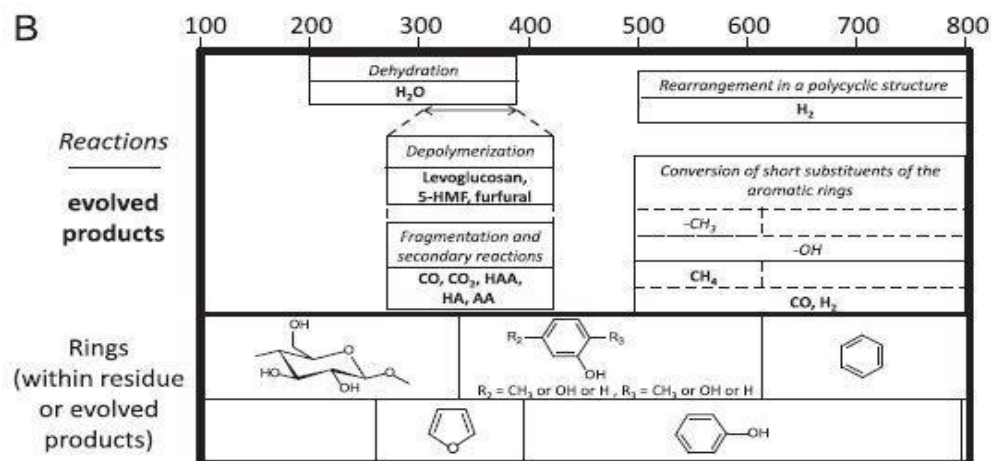 B
100 200 300 400 500 600 700 800
Reactions
evolved
products
Dehydration
H₂O
Depolymerization
Levoglucosan,
5-HMF, furfural
Fragmentation and
secondary reactions
CO, CO₂, HAA,
HA, AA
Rearrangement in a polycyclic structure
H₂
Conversion of short substituents of the
aromatic rings
-CH₃
-OH
CH₄
CO, H₂
Rings
(within residue
or evolved
products)
OH
O
HO
OH
O
R₂
R₃
OH
R₂ = CH₃ or OH or H , R₃ = CH₃ or OH or H
O
OH